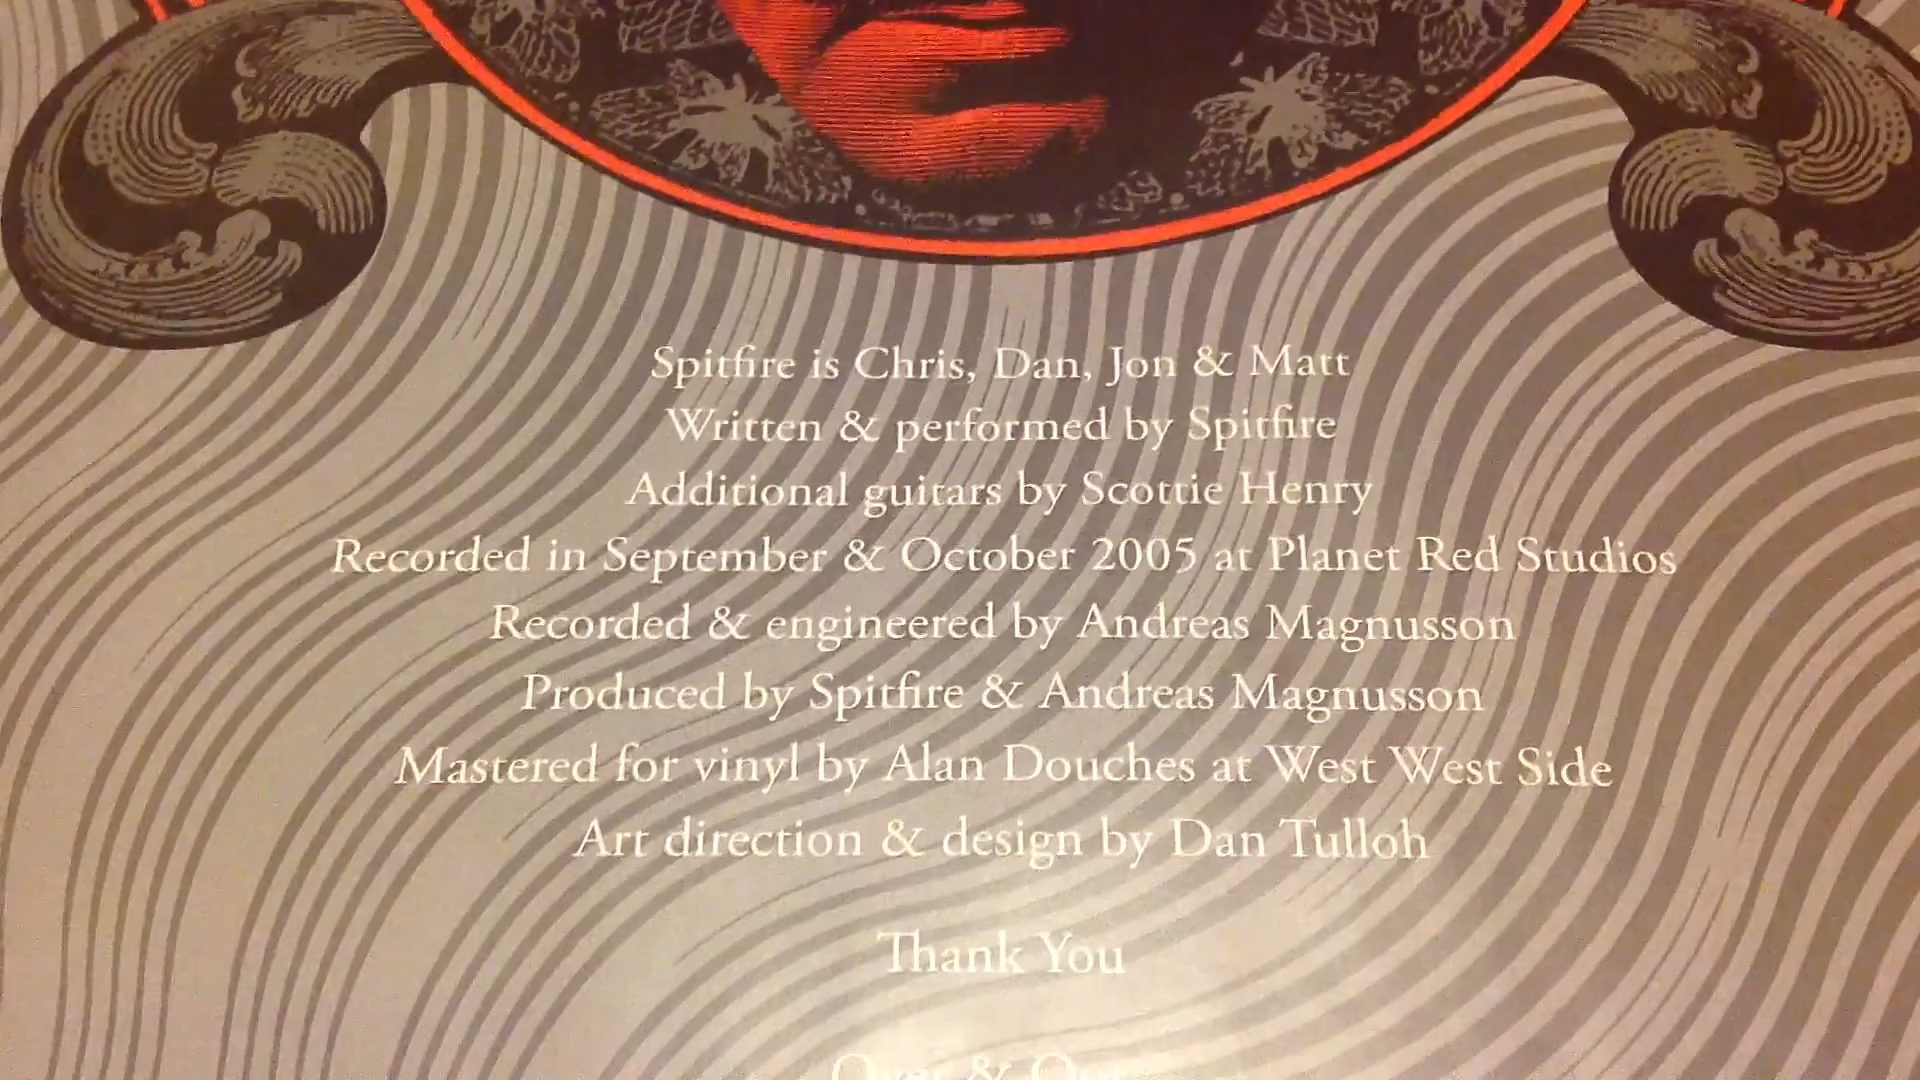 Spitfire is Chris, Dan, Jon & Matt
Written & performed by Spitfire
Additional guitars by Scottie Henry
Recorded in September & October 2005 at Planet Red Studios
Recorded & engineered by Andreas Magnusson
Produced by Spitfire & Andreas Magnusson
Mastered for vinyl by Alan Douches at West West Side
Art direction & design by Dan Tulloh
Thank You
Over &